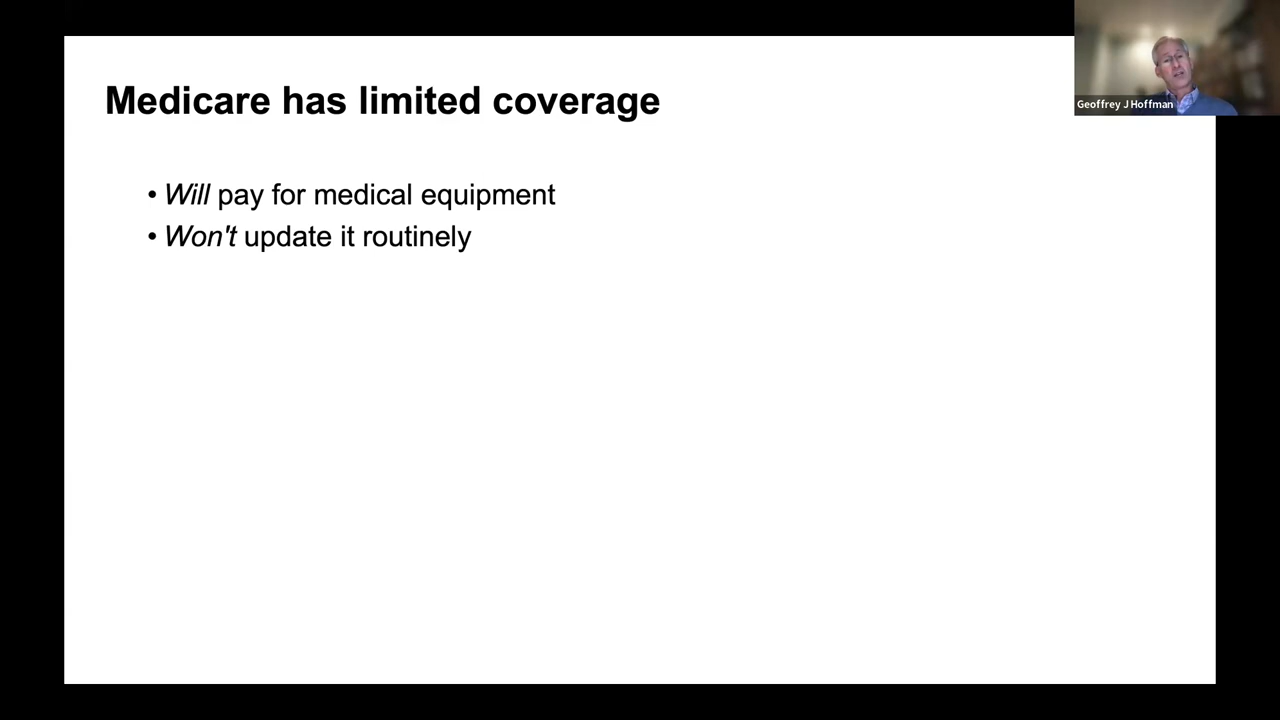 Medicare has limited coverage
• Will pay for medical equipment
• Won't update it routinely
Geoffrey J Hoffman